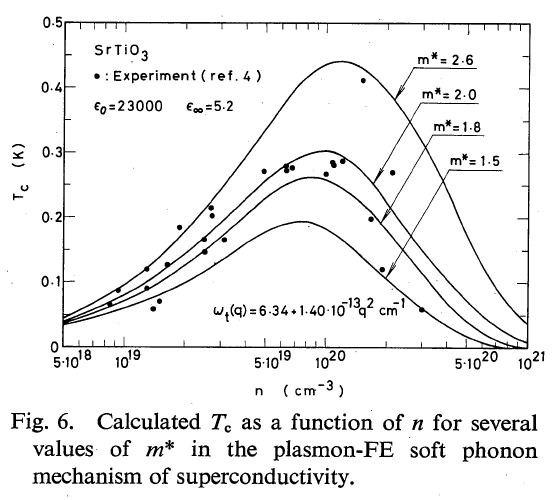 SrTiO₃
• : Experiment (ref. 4)
ϵ₀=23000 ϵ∞=5.2
m*=2.6
m*=2.0
m*=1.8
m*=1.5
ωₜ(q)=6.34+1.40·10⁻¹³q² cm⁻¹
T_c (K)
0.5
0.4
0.3
0.2
0.1
0
5·10¹⁸ 10¹⁹ 5·10¹⁹ 10²⁰ 5·10²⁰ 10²¹
n (cm⁻³)
Fig. 6. Calculated T_c as a function of n for several
values of m* in the plasmon-FE soft phonon
mechanism of superconductivity.